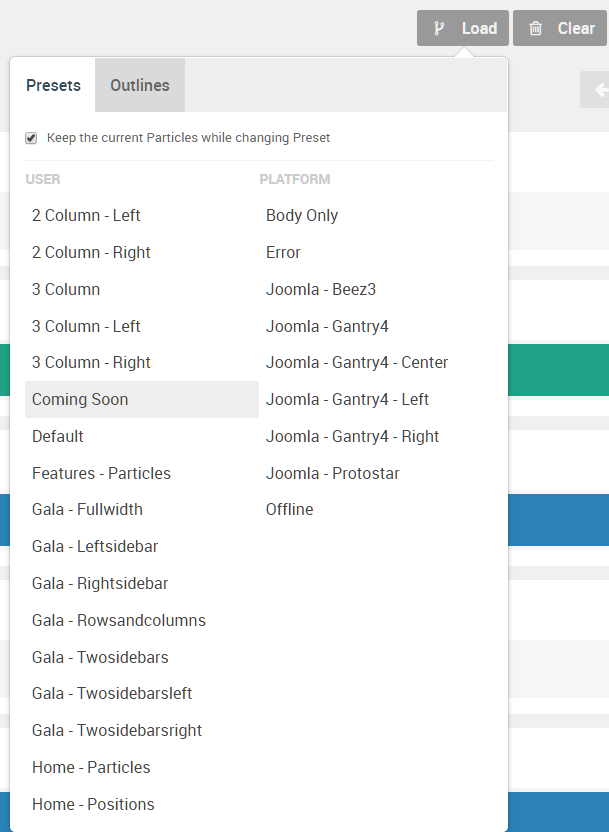 Load
Clear
Presets
Outlines
Keep the current Particles while changing Preset
USER
2 Column - Left
2 Column - Right
3 Column
3 Column - Left
3 Column - Right
Coming Soon
Default
Features - Particles
Gala - Fullwidth
Gala - Leftsidebar
Gala - Rightsidebar
Gala - Rowsandcolumns
Gala - Twosidebars
Gala - Twosidebarsleft
Gala - Twosidebarsright
Home - Particles
Home - Positions
PLATFORM
Body Only
Error
Joomla - Beez3
Joomla - Gantry4
Joomla - Gantry4 - Center
Joomla - Gantry4 - Left
Joomla - Gantry4 - Right
Joomla - Protostar
Offline